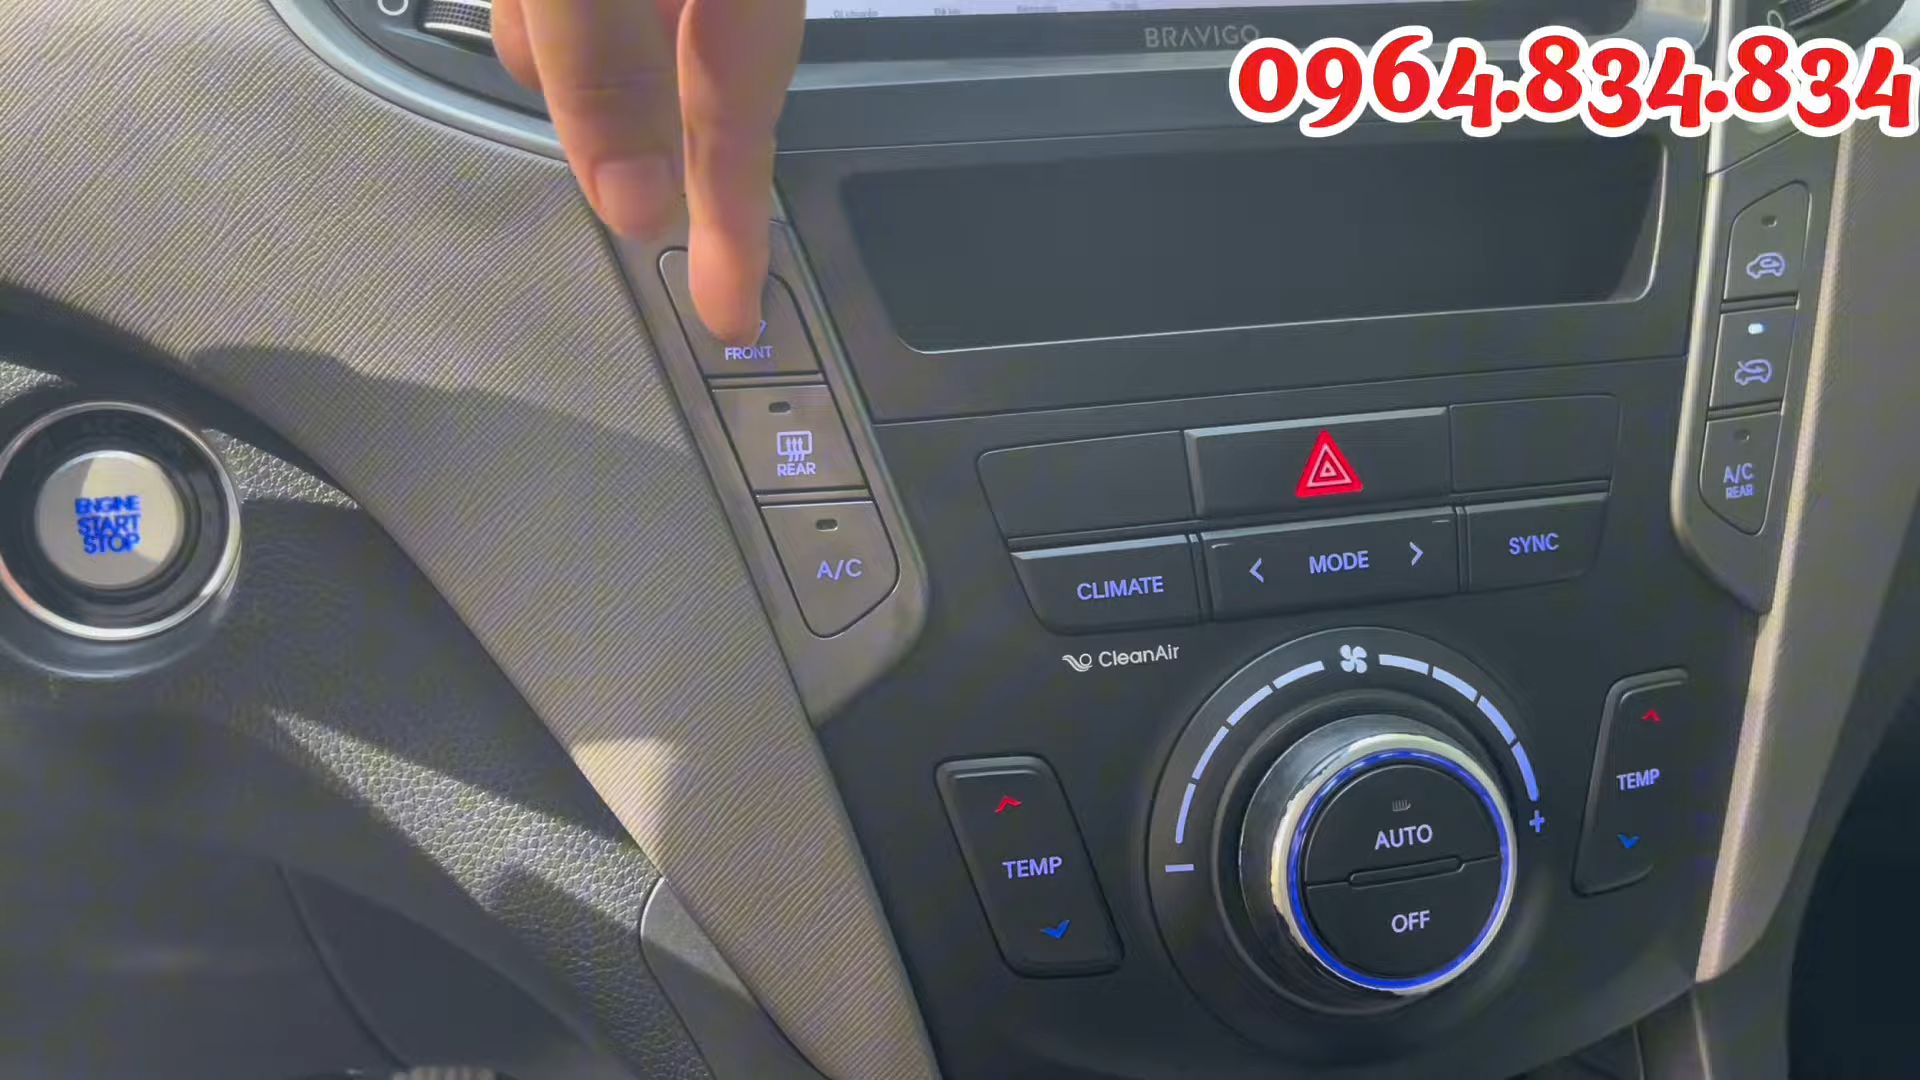 BRAVIGO
0964.834.834
FRONT
REAR
A/C
A/C
REAR
ENGINE
START
STOP
CLIMATE
< MODE >
SYNC
CleanAir
TEMP
TEMP
AUTO
OFF